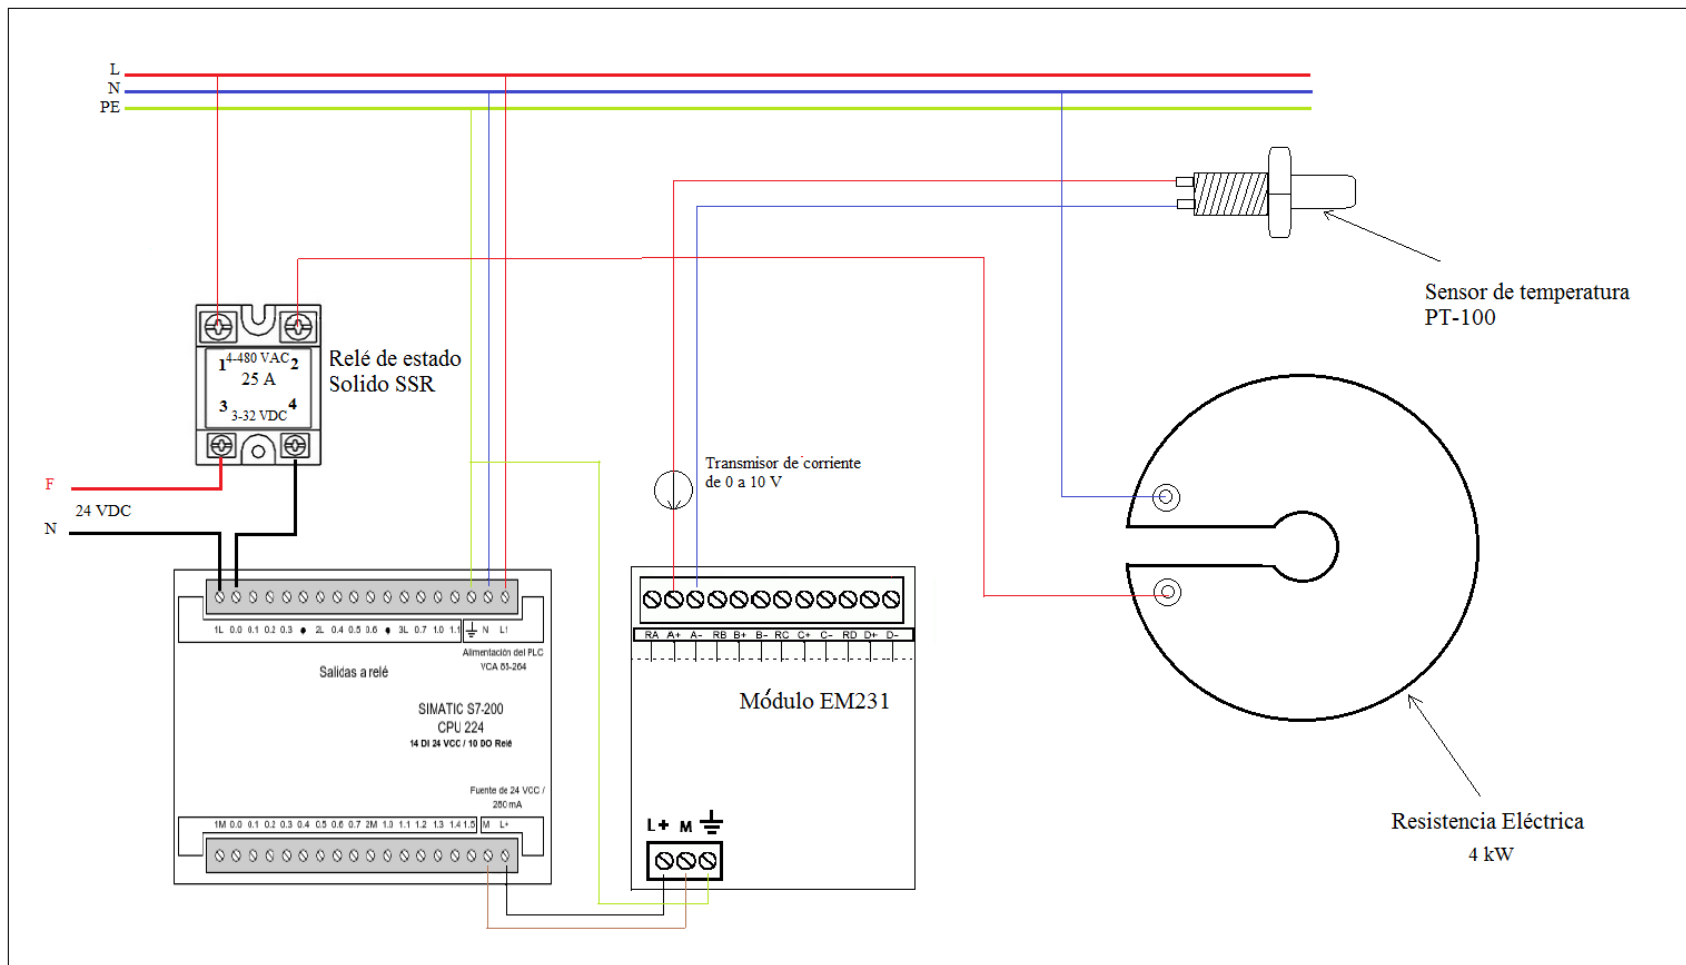 L
N
PE
Sensor de temperatura
PT-100
4-480 VAC
1 2
25 A
3 4
3-32 VDC
Relé de estado
Solido SSR
F
24 VDC
N
Transmisor de corriente
de 0 a 10 V
1L 0.0 0.1 0.2 0.3 2L 0.4 0.5 0.6 3L 0.7 1.0 1.1 N L1
Alimentación del PLC
VCA 85-264
Salidas a relé
SIMATIC S7-200
CPU 224
14 DI 24 VCC / 10 DO Relé
Fuente de 24 VCC /
280 mA
1M 0.0 0.1 0.2 0.3 0.4 0.5 0.6 0.7 2M 1.0 1.1 1.2 1.3 1.4 1.5 M L+
RA A+ A- RB B+ B- RC C+ C- RD D+ D-
Módulo EM231
L+ M
Resistencia Eléctrica
4 kW